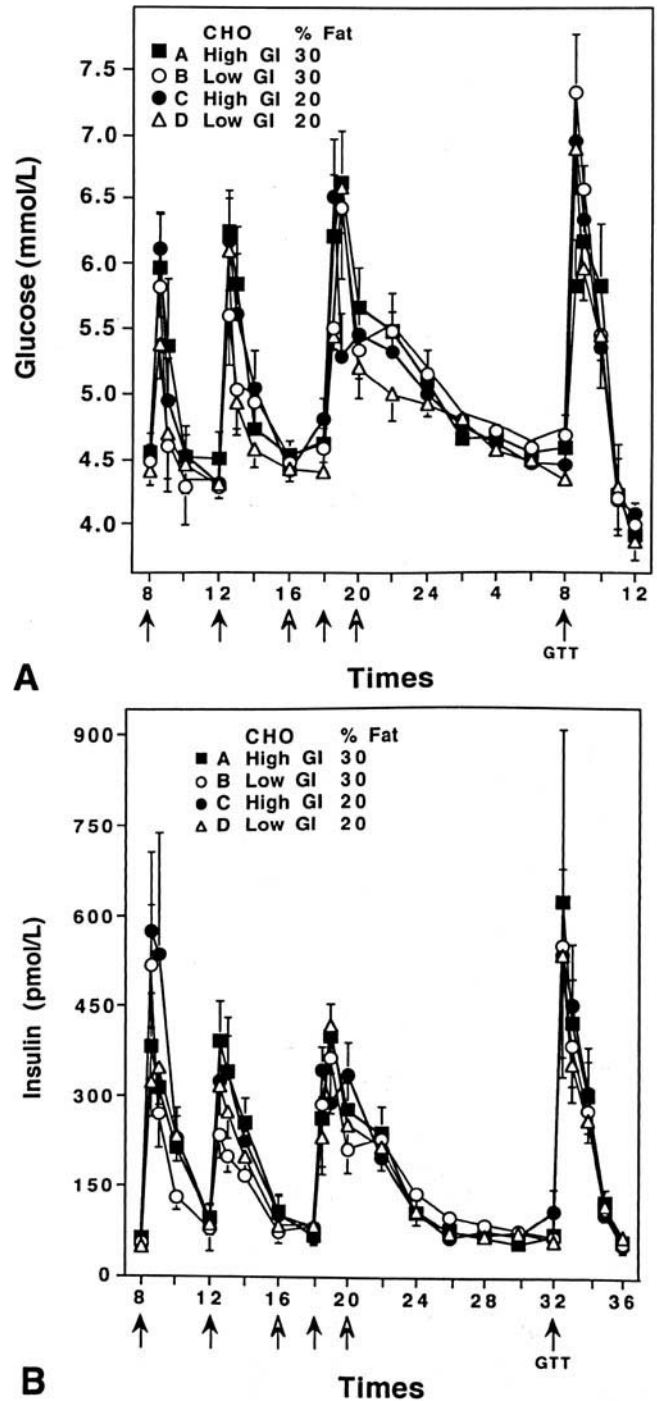 CHO % Fat
A High GI 30
B Low GI 30
C High GI 20
D Low GI 20
Glucose (mmol/L)
7.5
7.0
6.5
6.0
5.5
5.0
4.5
4.0
8 12 16 20 24 4 8 12
GTT
A
Times
CHO % Fat
A High GI 30
B Low GI 30
C High GI 20
D Low GI 20
Insulin (pmol/L)
900
750
600
450
300
150
0
8 12 16 20 24 28 32 36
GTT
B
Times